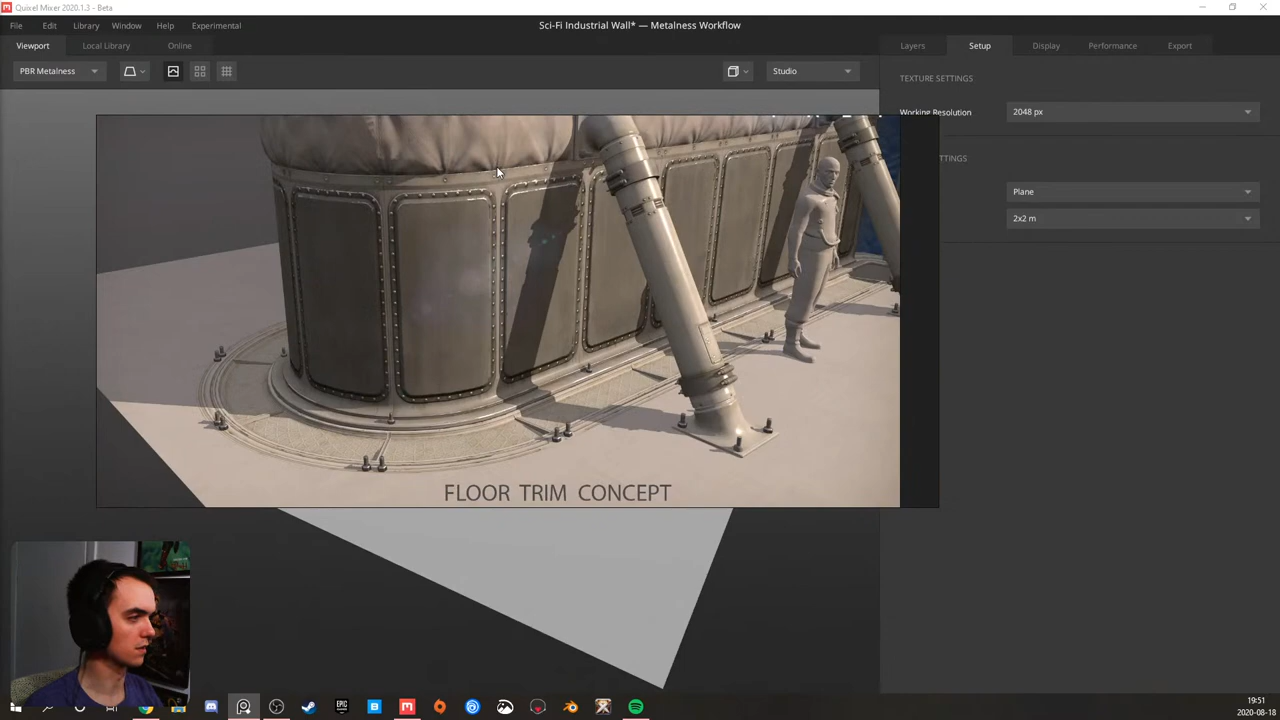 Quixel Mixer 2020.1.3 - Beta
File Edit Library Window Help Experimental
Sci-Fi Industrial Wall* — Metalness Workflow
Viewport Local Library Online
Layers Setup Display Performance Export
PBR Metalness
Studio
TEXTURE SETTINGS
Working Resolution 2048 px
TTINGS
Plane
2x2 m
FLOOR TRIM CONCEPT
EPIC
19:51
2020-08-18